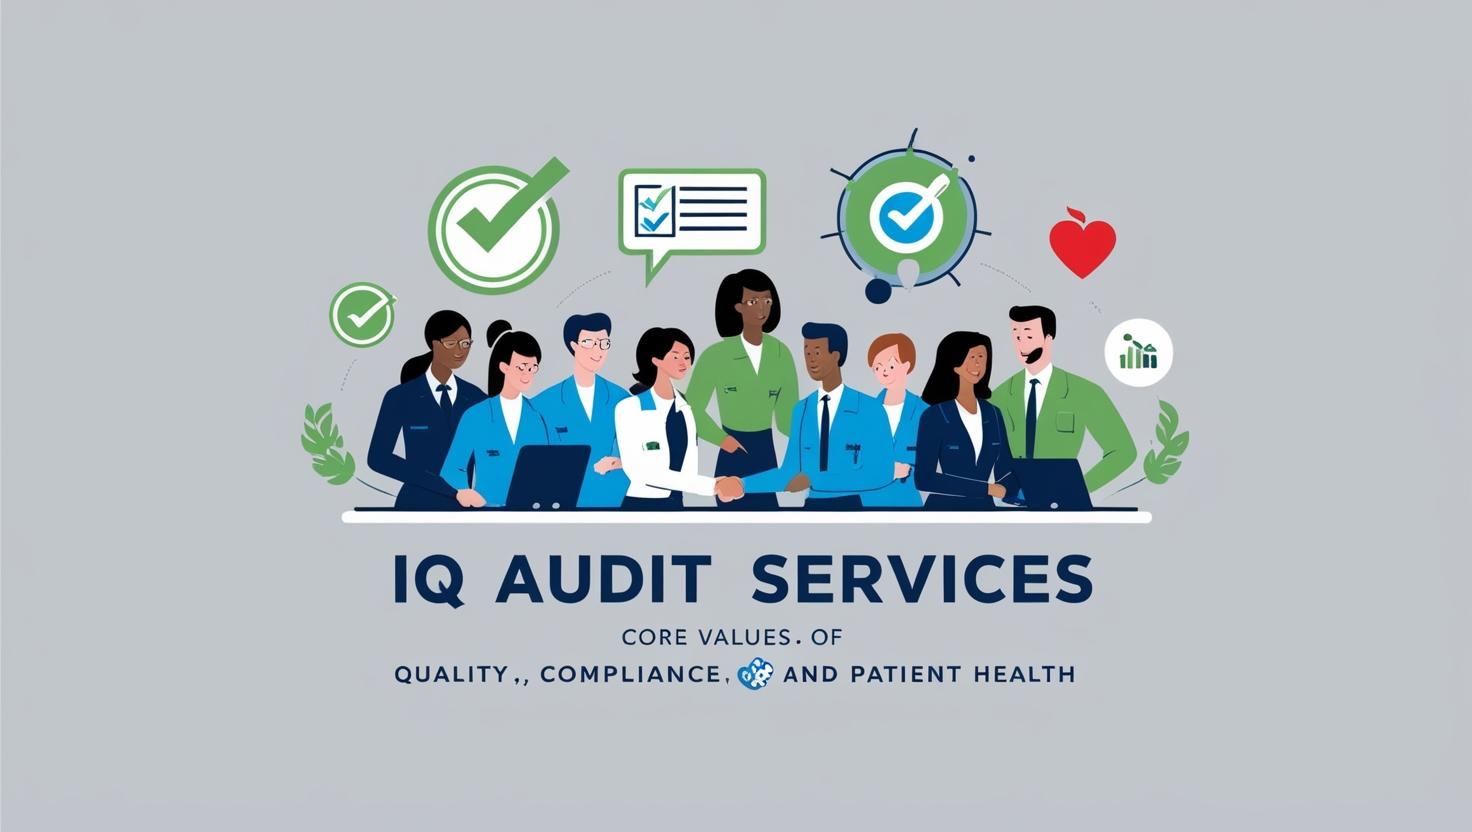 IQ AUDIT SERVICES
CORE VALUES. OF
QUALITY,, COMPLIANCE, AND PATIENT HEALTH